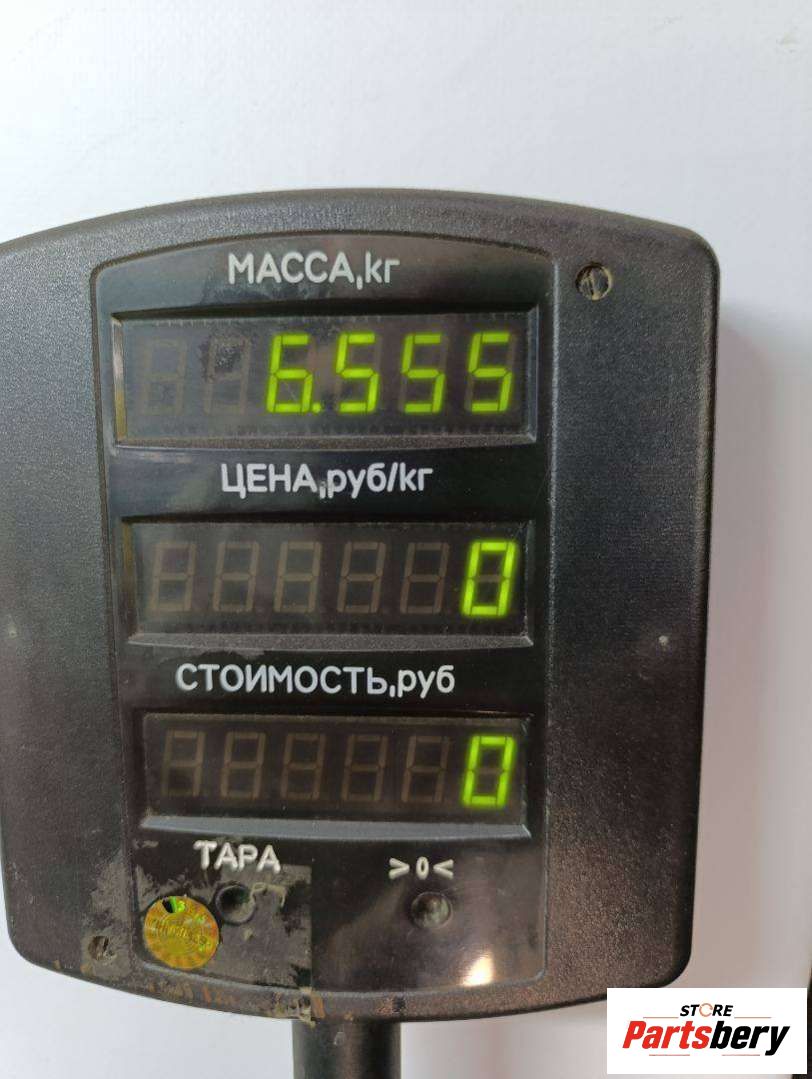 МАССА,кг
6.555
ЦЕНА,руб/кг
0
СТОИМОСТЬ,руб
0
ТАРА >0<
STORE
Partsbery